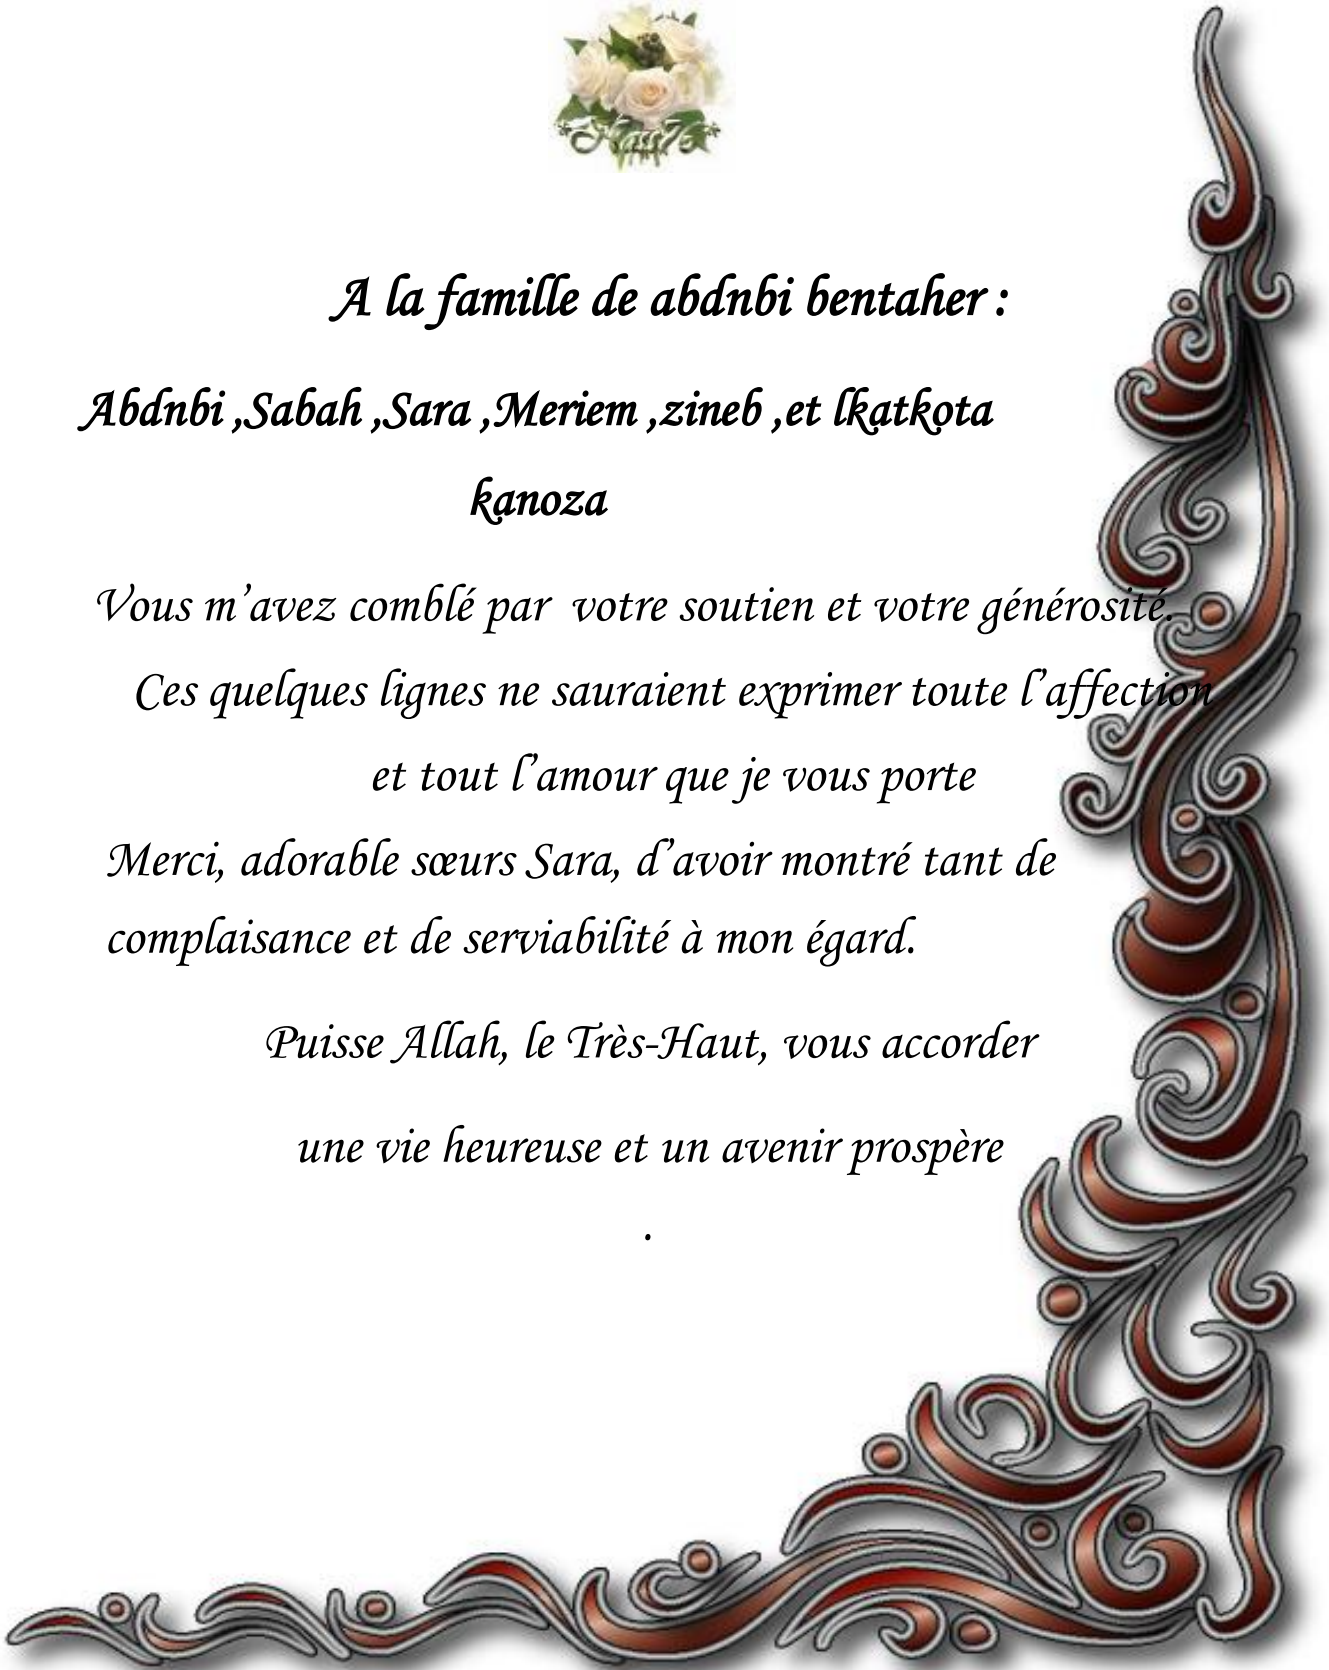 *Hass76*
A la famille de abdnbi bentaher :
Abdnbi ,Sabah ,Sara ,Meriem ,zineb ,et lkatkota
kanoza
Vous m’avez comblé par votre soutien et votre générosité.
Ces quelques lignes ne sauraient exprimer toute l’affection
et tout l’amour que je vous porte
Merci, adorable sœurs Sara, d’avoir montré tant de
complaisance et de serviabilité à mon égard.
Puisse Allah, le Très-Haut, vous accorder
une vie heureuse et un avenir prospère
.